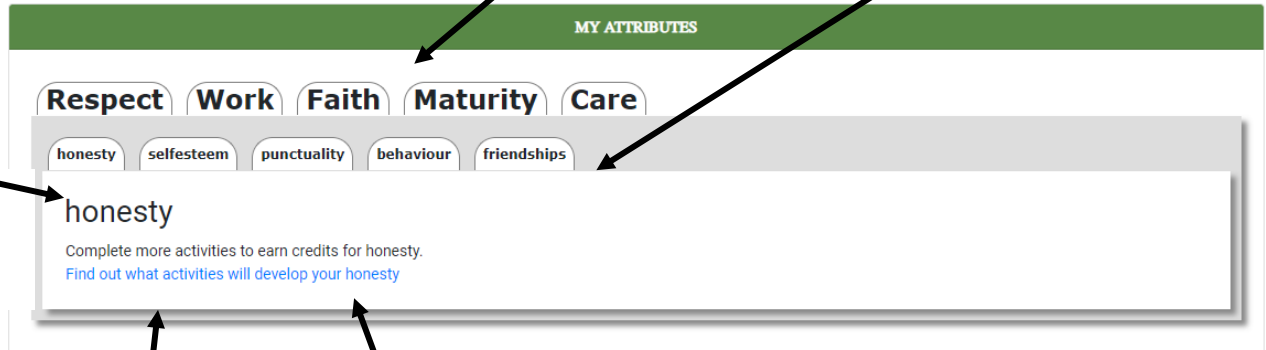 MY ATTRIBUTES
Respect Work Faith Maturity Care
honesty selfesteem punctuality behaviour friendships
honesty
Complete more activities to earn credits for honesty.
Find out what activities will develop your honesty